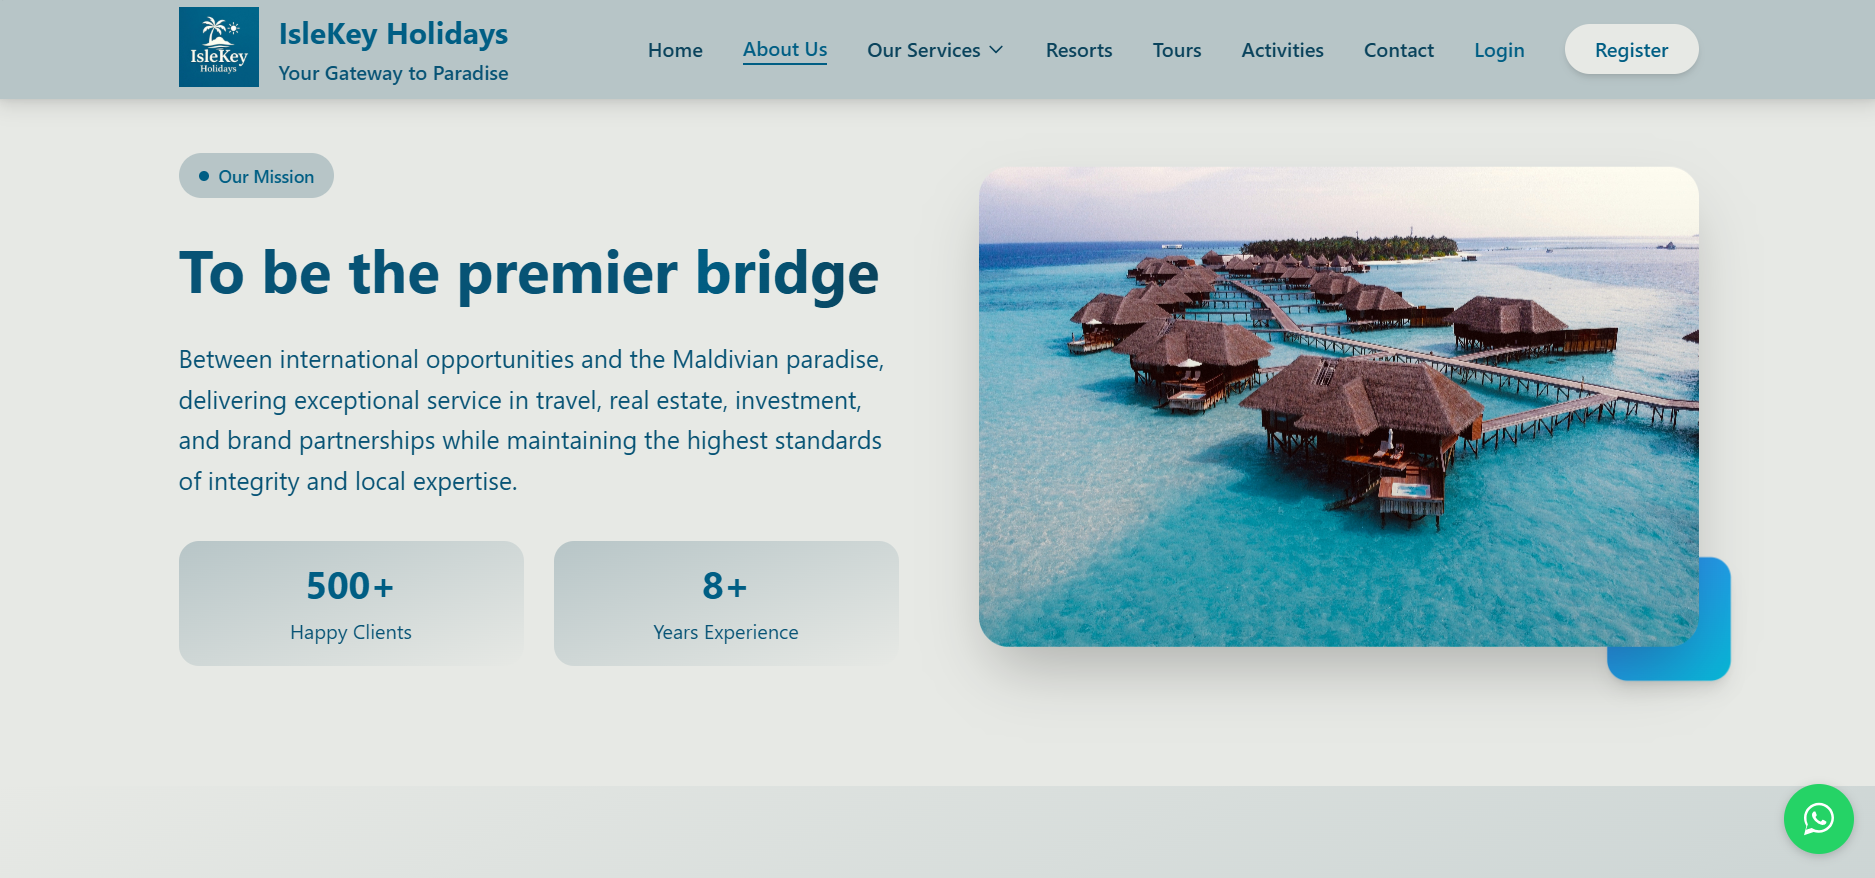 IsleKey
Holidays
IsleKey Holidays
Your Gateway to Paradise
Home
About Us
Our Services
Resorts
Tours
Activities
Contact
Login
Register
Our Mission
To be the premier bridge
Between international opportunities and the Maldivian paradise,
delivering exceptional service in travel, real estate, investment,
and brand partnerships while maintaining the highest standards
of integrity and local expertise.
500+
Happy Clients
8+
Years Experience